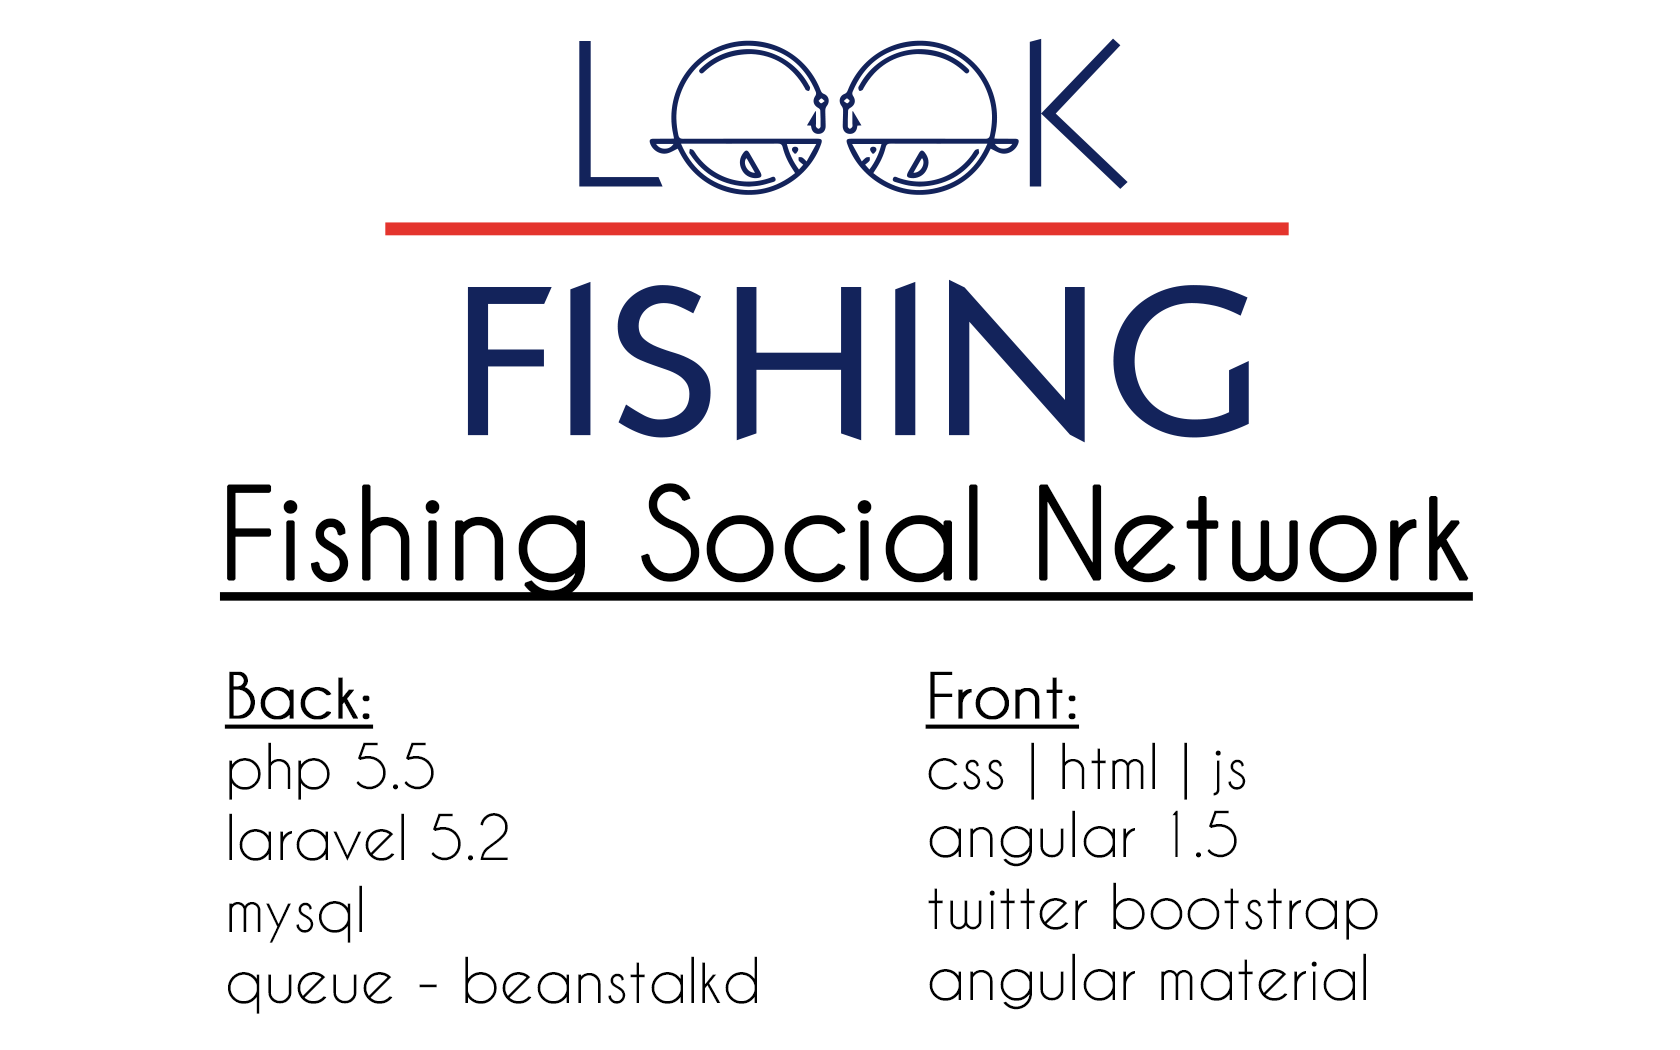 LOOK
FISHING
Fishing Social Network
Back:
php 5.5
laravel 5.2
mysql
queue - beanstalkd
Front:
css | html | js
angular 1.5
twitter bootstrap
angular material